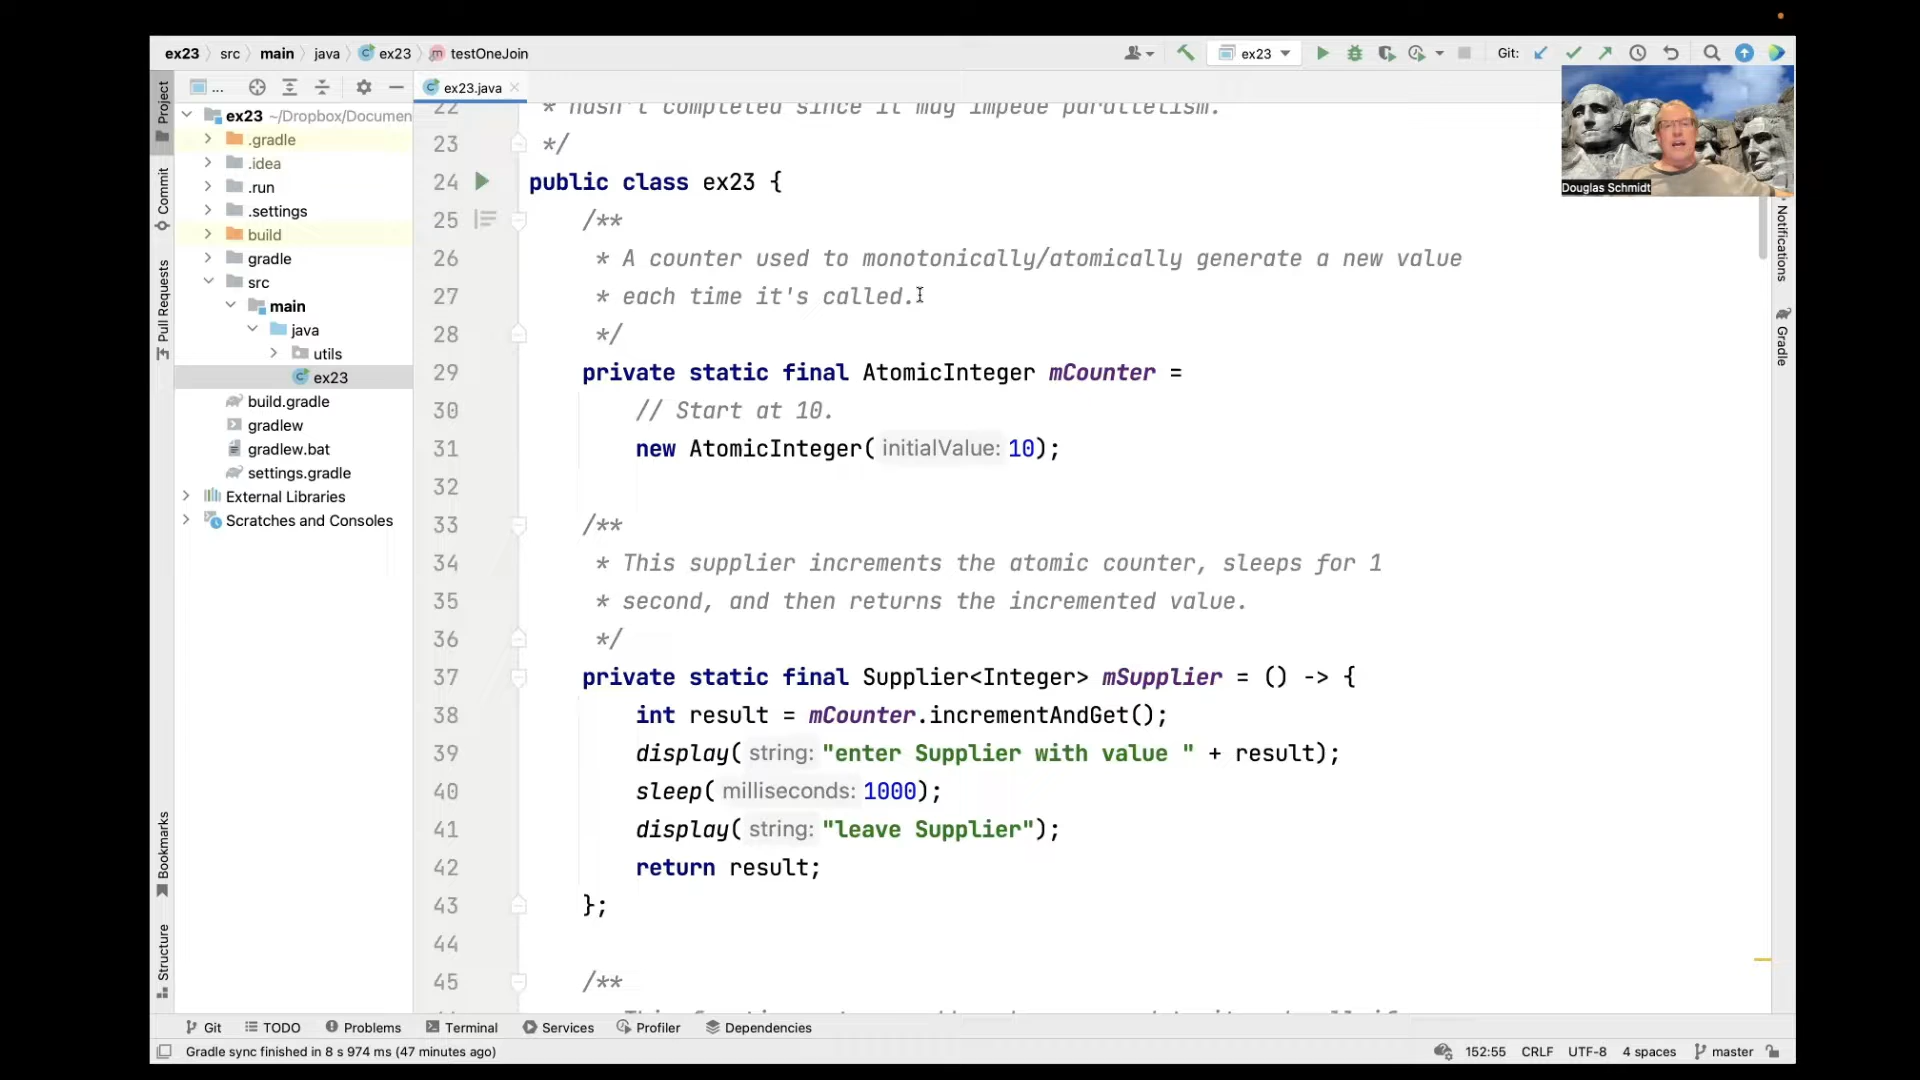 ex23 src main java ex23 testOneJoin
ex23
Git:
... ex23.java
Project
Commit
Pull Requests
Bookmarks
Structure
ex23 ~/Dropbox/Documen
.gradle
.idea
.run
.settings
build
gradle
src
main
java
utils
ex23
build.gradle
gradlew
gradlew.bat
settings.gradle
External Libraries
Scratches and Consoles
22 * hasn't completed since it may impede parallelism.
23 */
24 public class ex23 {
25 /**
26 * A counter used to monotonically/atomically generate a new value
27 * each time it's called.
28 */
29 private static final AtomicInteger mCounter =
30 // Start at 10.
31 new AtomicInteger( initialValue: 10);
32
33 /**
34 * This supplier increments the atomic counter, sleeps for 1
35 * second, and then returns the incremented value.
36 */
37 private static final Supplier<Integer> mSupplier = () -> {
38 int result = mCounter.incrementAndGet();
39 display( string: "enter Supplier with value " + result);
40 sleep( milliseconds: 1000);
41 display( string: "leave Supplier");
42 return result;
43 };
44
45 /**
Douglas Schmidt
Notifications
Gradle
Git TODO Problems Terminal Services Profiler Dependencies
Gradle sync finished in 8 s 974 ms (47 minutes ago)
152:55 CRLF UTF-8 4 spaces master